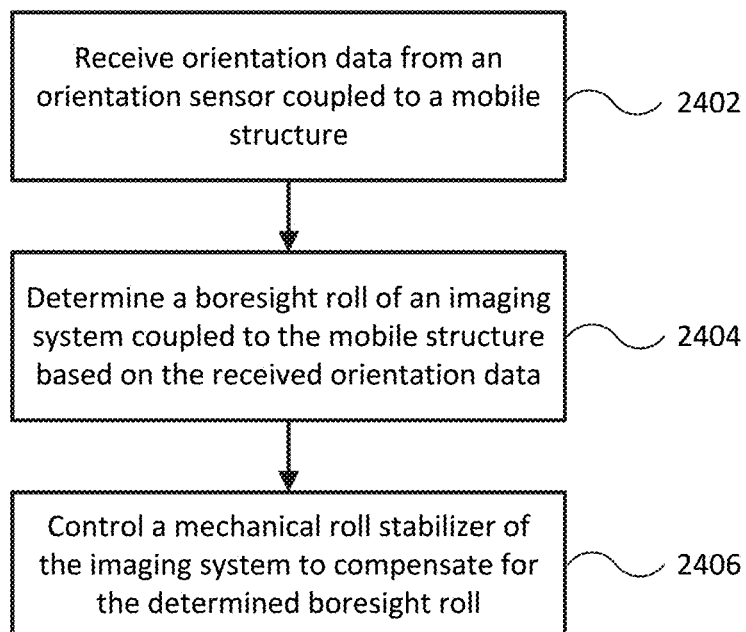 Receive orientation data from an
orientation sensor coupled to a mobile
structure
2402
Determine a boresight roll of an imaging
system coupled to the mobile structure
based on the received orientation data
2404
Control a mechanical roll stabilizer of
the imaging system to compensate for
the determined boresight roll
2406